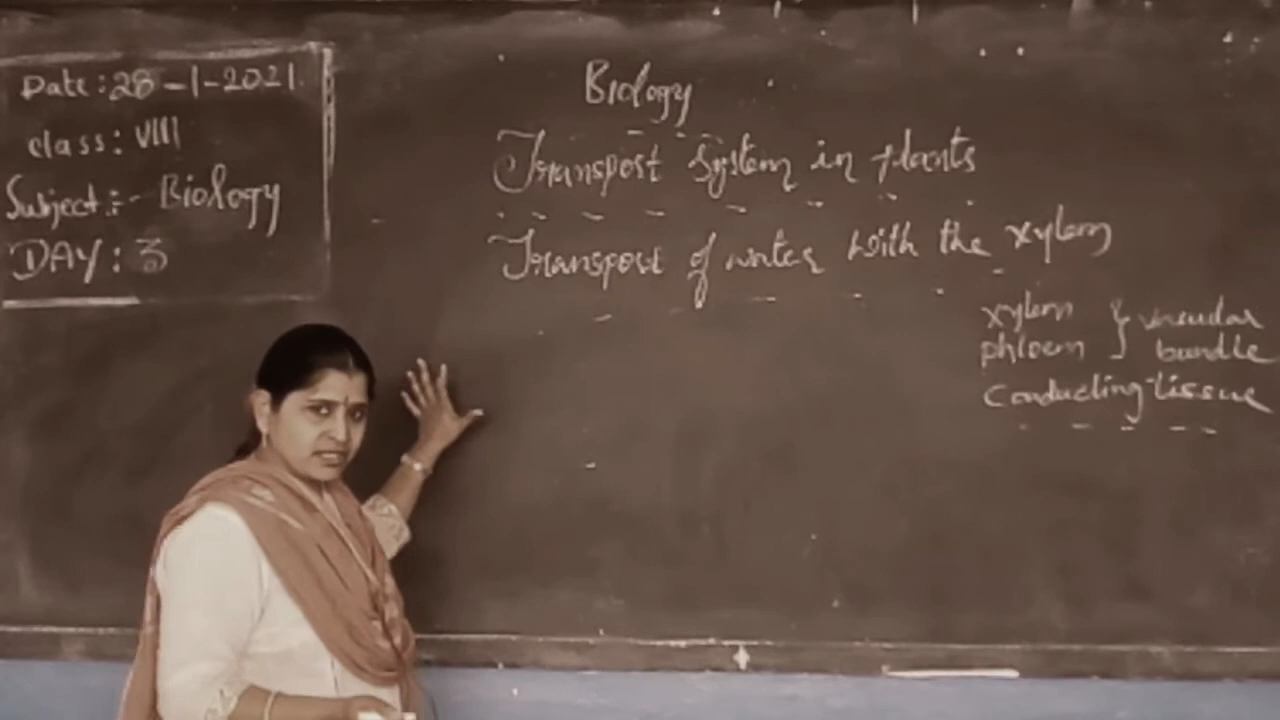 Date: 28-1-2021
class: VIII
Subject:- Biology
DAY: 3
Biology
Transport System in plants
Transport of water with the xylem
xylem } vascular
phloem } bundle
Conducting tissue